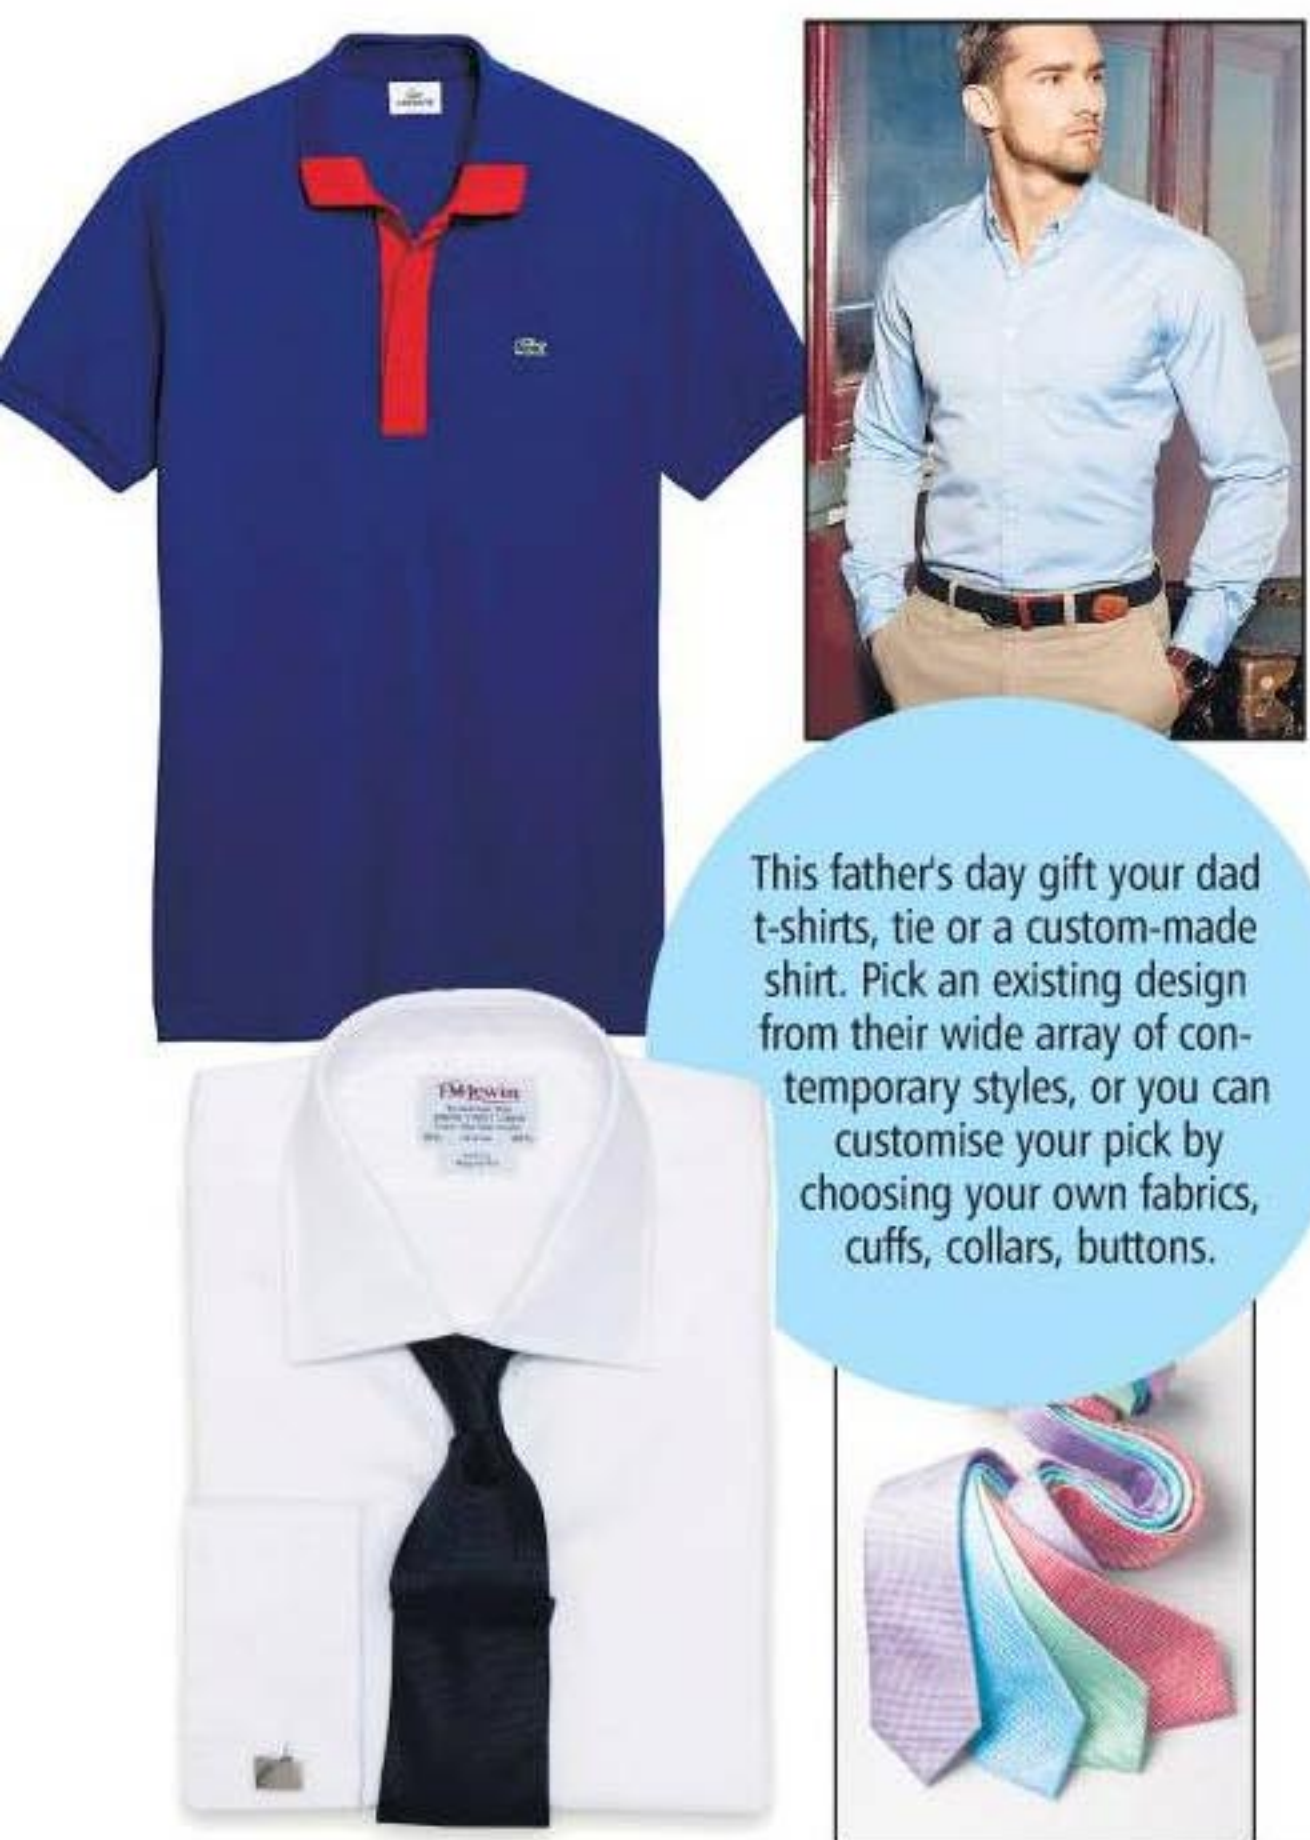 LACOSTE
This father's day gift your dad
t-shirts, tie or a custom-made
shirt. Pick an existing design
from their wide array of con-
temporary styles, or you can
customise your pick by
choosing your own fabrics,
cuffs, collars, buttons.
T.M.Lewin